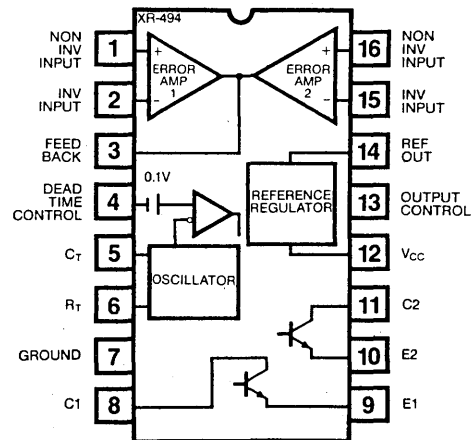 XR-494
NON
INV
INPUT
1
+
ERROR
AMP
1
-
+
ERROR
AMP
2
-
16
NON
INV
INPUT
INV
INPUT
2
15
INV
INPUT
FEED
BACK
3
14
REF
OUT
DEAD
TIME
CONTROL
4
0.1V
REFERENCE
REGULATOR
13
OUTPUT
CONTROL
CT
5
OSCILLATOR
12
VCC
RT
6
11
C2
GROUND
7
10
E2
C1
8
9
E1